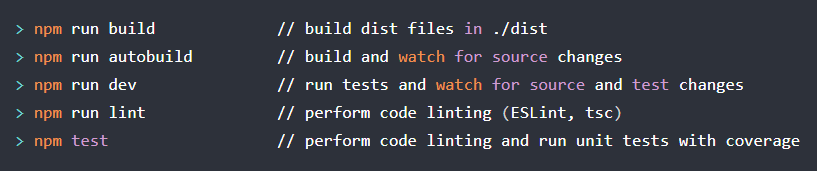 > npm run build // build dist files in ./dist
> npm run autobuild // build and watch for source changes
> npm run dev // run tests and watch for source and test changes
> npm run lint // perform code linting (ESLint, tsc)
> npm test // perform code linting and run unit tests with coverage